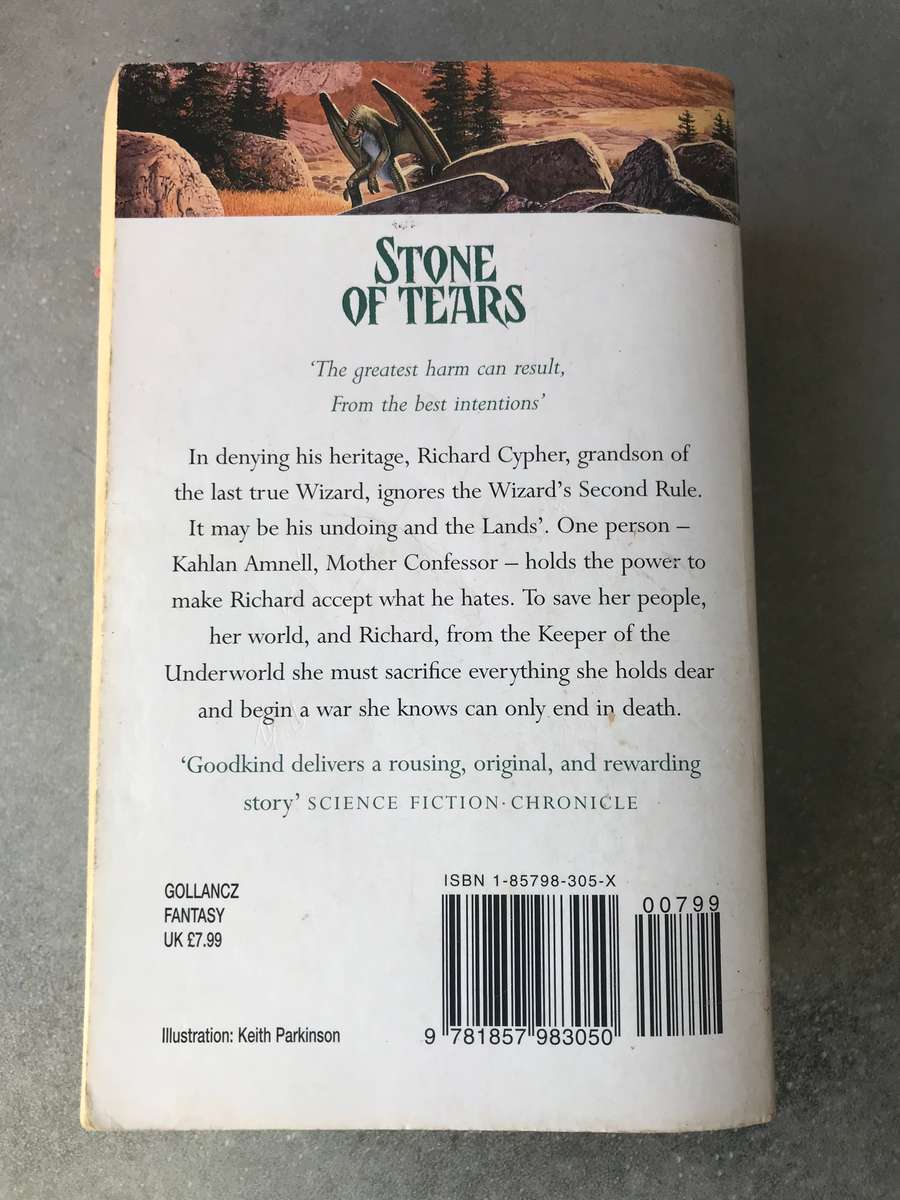 STONE
OF TEARS
‘The greatest harm can result,
From the best intentions’
In denying his heritage, Richard Cypher, grandson of
the last true Wizard, ignores the Wizard’s Second Rule.
It may be his undoing and the Lands’. One person –
Kahlan Amnell, Mother Confessor – holds the power to
make Richard accept what he hates. To save her people,
her world, and Richard, from the Keeper of the
Underworld she must sacrifice everything she holds dear
and begin a war she knows can only end in death.
‘Goodkind delivers a rousing, original, and rewarding
story’ SCIENCE FICTION CHRONICLE
GOLLANCZ
FANTASY
UK £7.99
Illustration: Keith Parkinson
ISBN 1-85798-305-X
00799
9 781857 983050